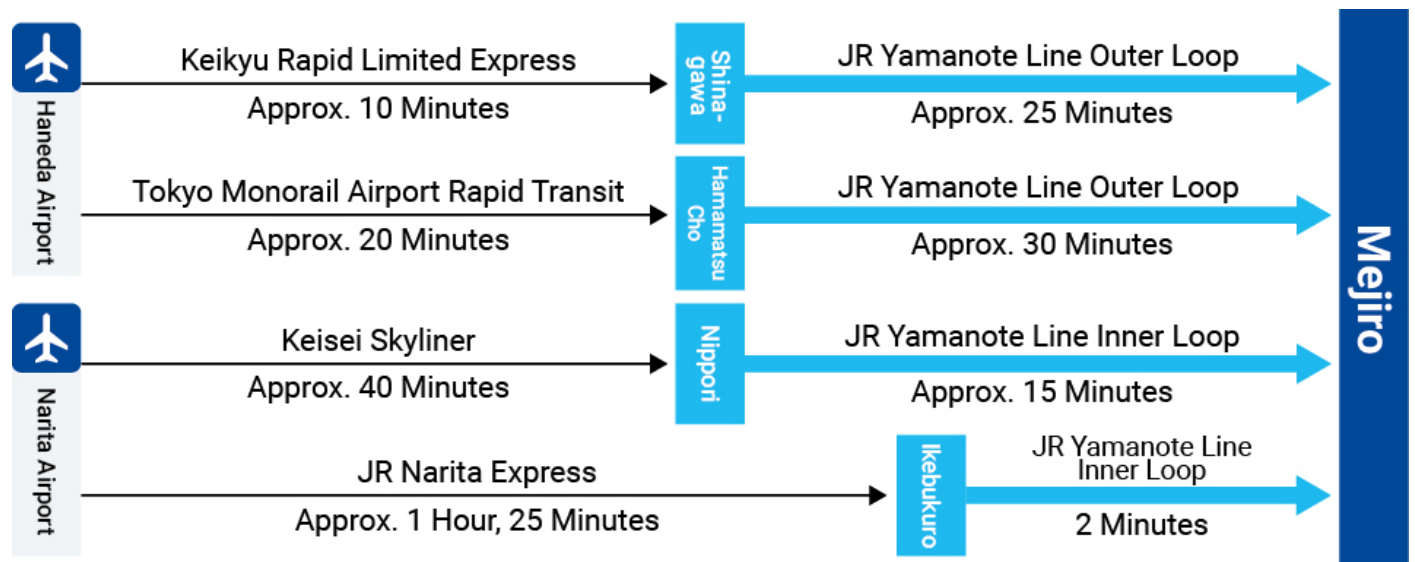 Haneda Airport
Keikyu Rapid Limited Express
Approx. 10 Minutes
Shina-
gawa
JR Yamanote Line Outer Loop
Approx. 25 Minutes
Tokyo Monorail Airport Rapid Transit
Approx. 20 Minutes
Hamamatsu
Cho
JR Yamanote Line Outer Loop
Approx. 30 Minutes
Narita Airport
Keisei Skyliner
Approx. 40 Minutes
Nippori
JR Yamanote Line Inner Loop
Approx. 15 Minutes
JR Narita Express
Approx. 1 Hour, 25 Minutes
Ikebukuro
JR Yamanote Line
Inner Loop
2 Minutes
Mejiro